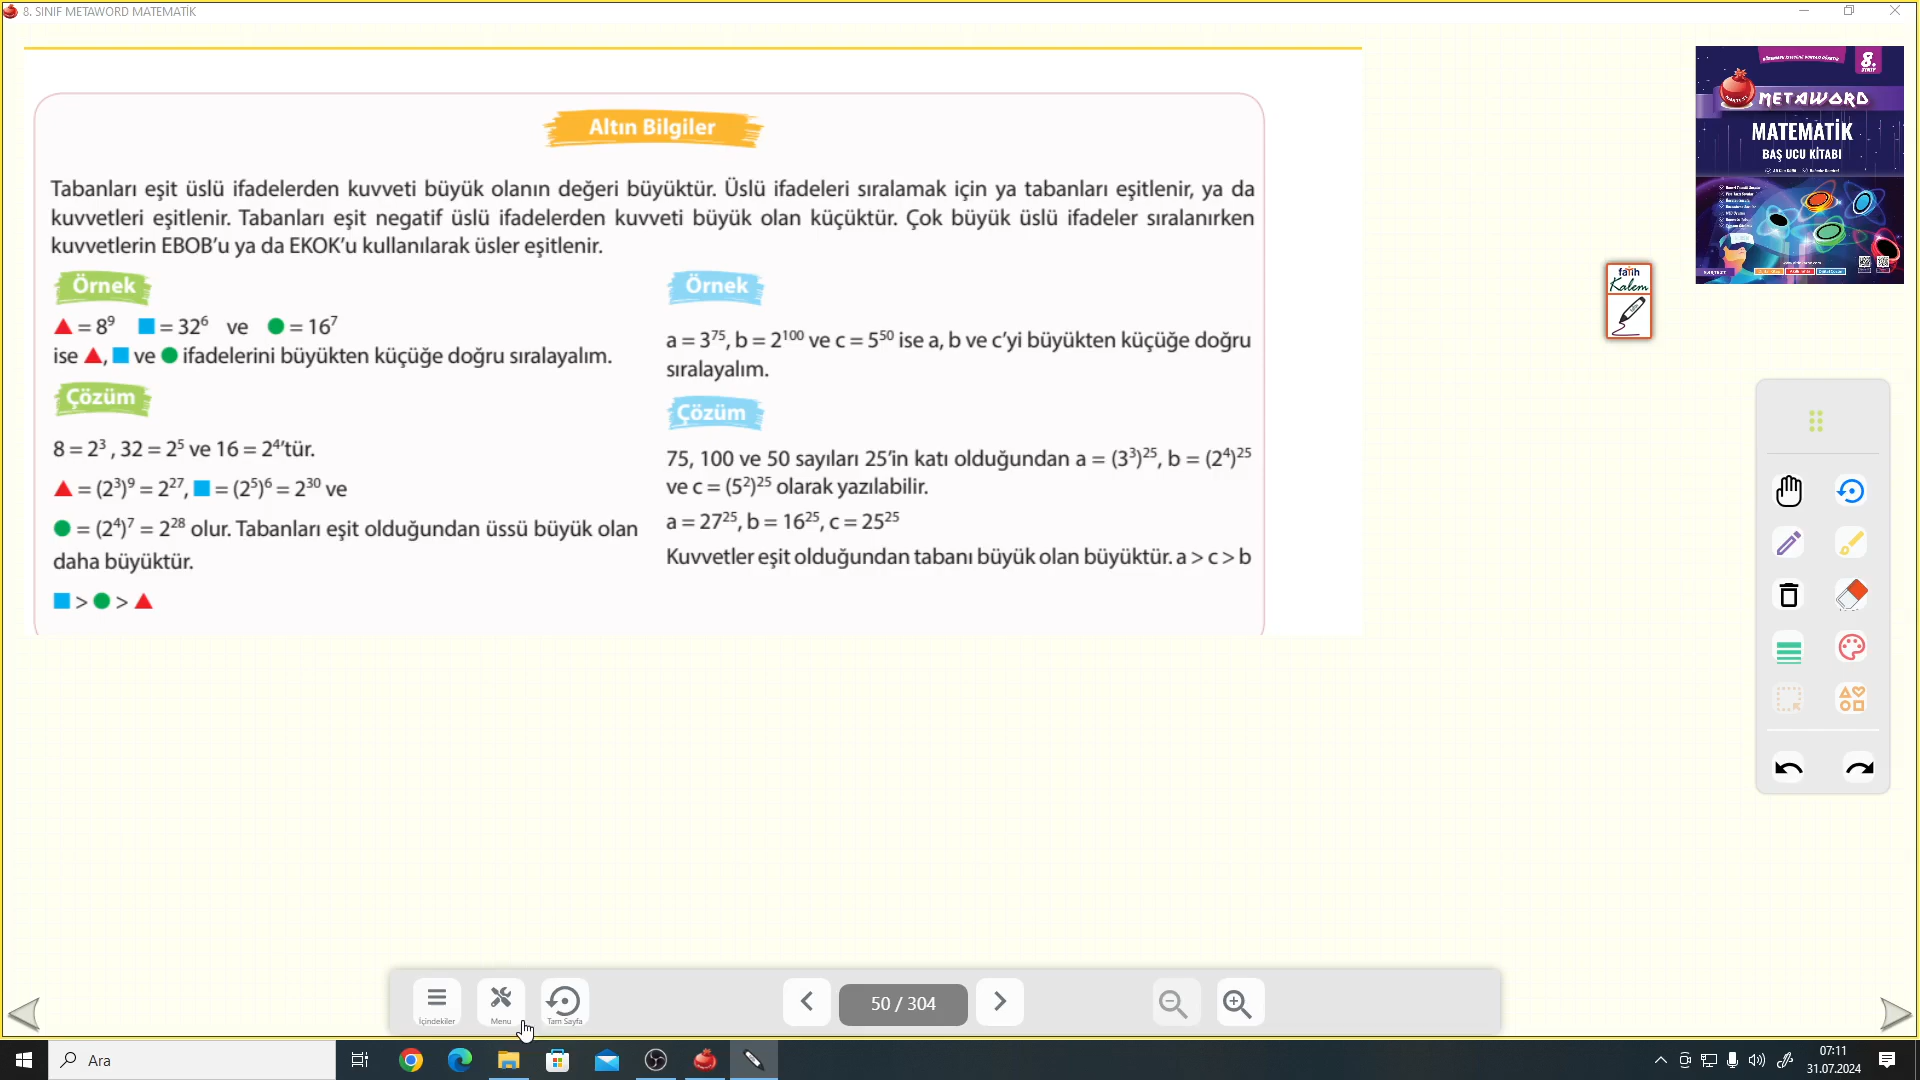 8. SINIF METAWORD MATEMATİK
Altın Bilgiler
Tabanları eşit üslü ifadelerden kuvveti büyük olanın değeri büyüktür. Üslü ifadeleri sıralamak için ya tabanları eşitlenir, ya da
kuvvetleri eşitlenir. Tabanları eşit negatif üslü ifadelerden kuvveti büyük olan küçüktür. Çok büyük üslü ifadeler sıralanırken
kuvvetlerin EBOB’u ya da EKOK’u kullanılarak üsler eşitlenir.
Örnek
▲ = 8⁹ ■ = 32⁶ ve ● = 16⁷
ise ▲, ■ ve ● ifadelerini büyükten küçüğe doğru sıralayalım.
Çözüm
8 = 2³ , 32 = 2⁵ ve 16 = 2⁴’tür.
▲ = (2³)⁹ = 2²⁷, ■ = (2⁵)⁶ = 2³⁰ ve
● = (2⁴)⁷ = 2²⁸ olur. Tabanları eşit olduğundan üssü büyük olan
daha büyüktür.
■ > ● > ▲
Örnek
a = 3⁷⁵, b = 2¹⁰⁰ ve c = 5⁵⁰ ise a, b ve c’yi büyükten küçüğe doğru
sıralayalım.
Çözüm
75, 100 ve 50 sayıları 25’in katı olduğundan a = (3³)²⁵, b = (2⁴)²⁵
ve c = (5²)²⁵ olarak yazılabilir.
a = 27²⁵, b = 16²⁵, c = 25²⁵
Kuvvetler eşit olduğundan tabanı büyük olan büyüktür. a > c > b
8.
SINIF
METAWORD
MATEMATİK
BAŞ UCU KİTABI
fatih
Kalem
İçindekiler
Menu
Tam Sayfa
50 / 304
Ara
07:11
31.07.2024